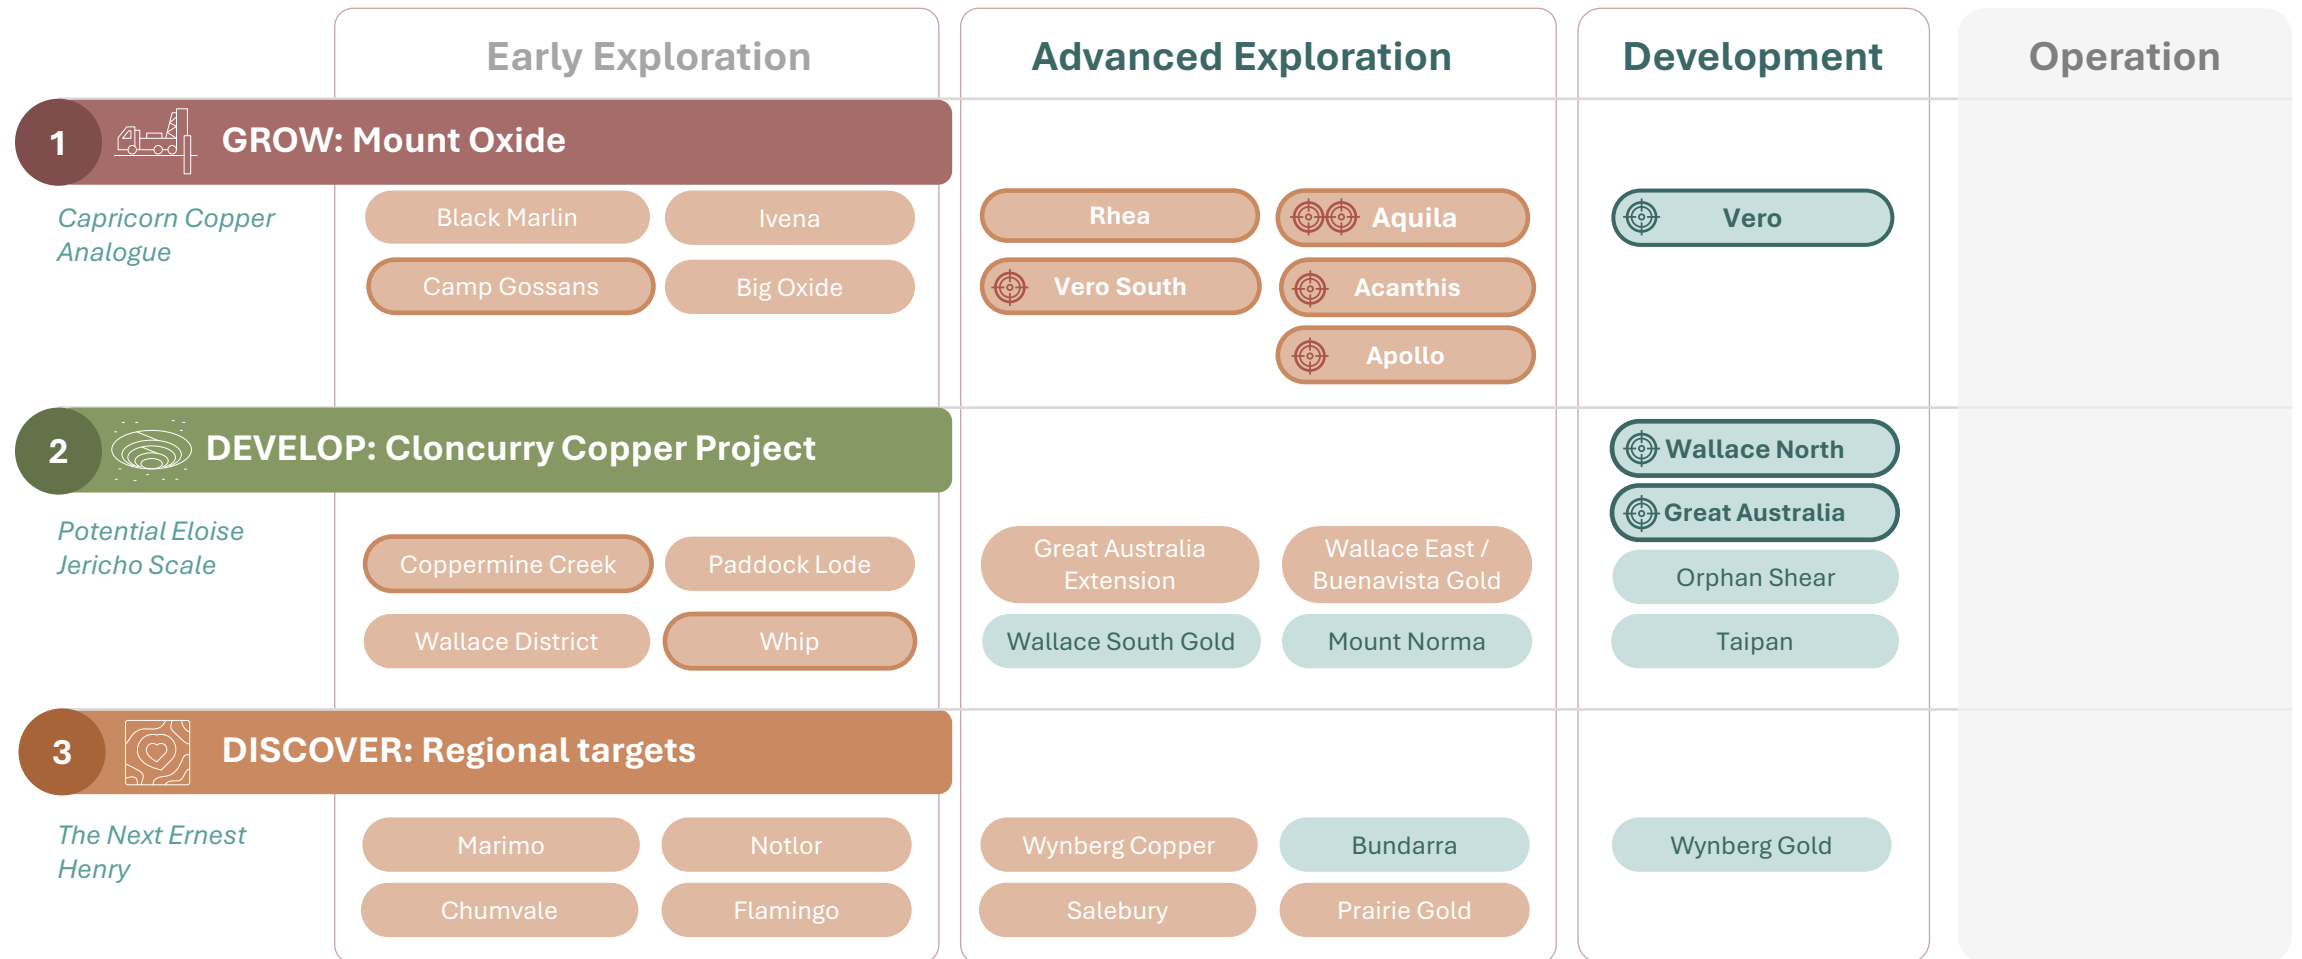 Early Exploration
Advanced Exploration
Development
Operation
1
GROW: Mount Oxide
Capricorn Copper
Analogue
Black Marlin
Ivena
Camp Gossans
Big Oxide
Rhea
Aquila
Vero South
Acanthis
Apollo
Vero
2
DEVELOP: Cloncurry Copper Project
Potential Eloise
Jericho Scale
Coppermine Creek
Paddock Lode
Wallace District
Whip
Great Australia
Extension
Wallace East /
Buenavista Gold
Wallace South Gold
Mount Norma
Wallace North
Great Australia
Orphan Shear
Taipan
3
DISCOVER: Regional targets
The Next Ernest
Henry
Marimo
Notlor
Chumvale
Flamingo
Wynberg Copper
Bundarra
Salebury
Prairie Gold
Wynberg Gold